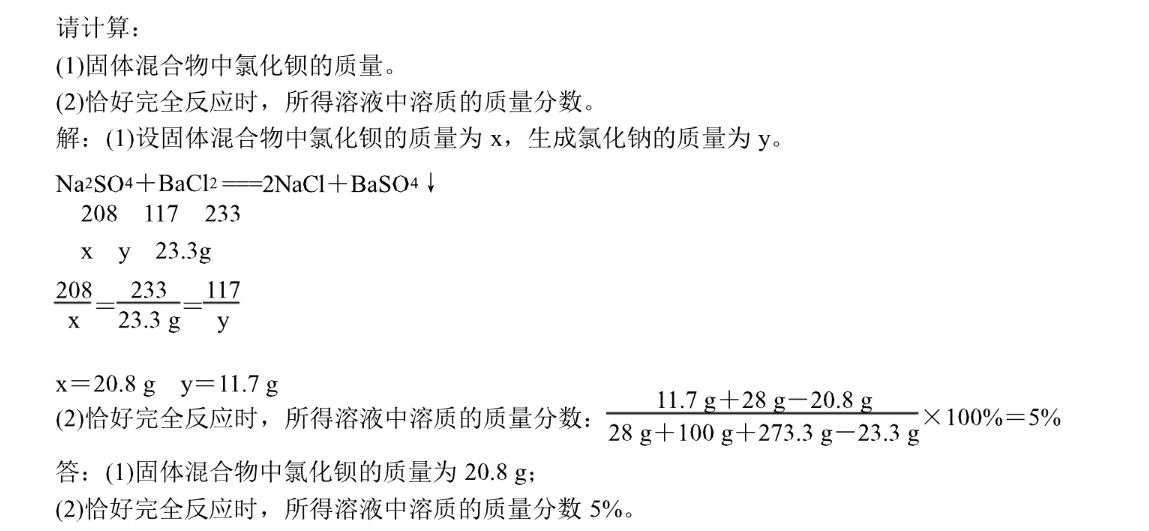 请计算：
(1)固体混合物中氯化钡的质量。
(2)恰好完全反应时，所得溶液中溶质的质量分数。
解：(1)设固体混合物中氯化钡的质量为 x，生成氯化钠的质量为 y。
Na2SO4＋BaCl2 ===2NaCl＋BaSO4↓
208 117 233
x y 23.3g
208/x＝233/23.3 g＝117/y
x＝20.8 g y＝11.7 g
(2)恰好完全反应时，所得溶液中溶质的质量分数：11.7 g＋28 g－20.8 g/28 g＋100 g＋273.3 g－23.3 g×100%＝5%
答：(1)固体混合物中氯化钡的质量为 20.8 g；
(2)恰好完全反应时，所得溶液中溶质的质量分数 5%。